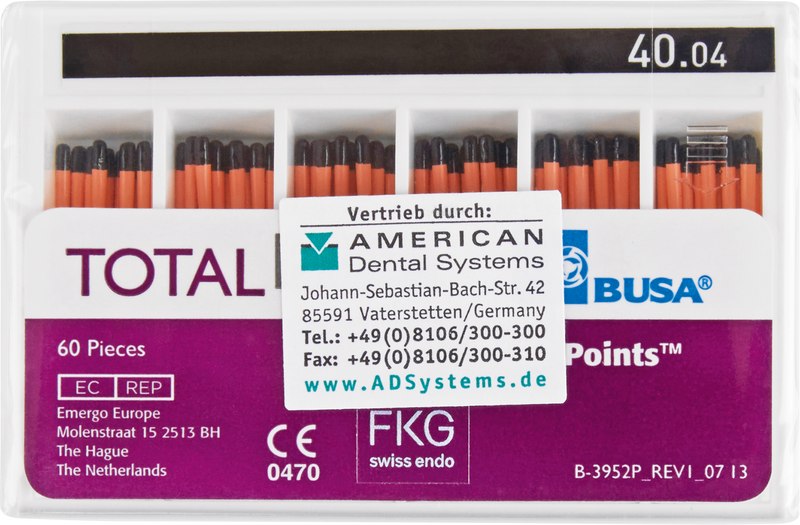 40.04
Vertrieb durch:
AMERICAN
Dental Systems
Johann-Sebastian-Bach-Str. 42
85591 Vaterstetten/Germany
Tel.: +49(0)8106/300-300
Fax: +49(0)8106/300-310
www.ADSystems.de
TOTAL
BUSA®
60 Pieces
Points™
EC REP
Emergo Europe
Molenstraat 15 2513 BH
The Hague
The Netherlands
CE
0470
FKG
swiss endo
B-3952P_REV1_07 13